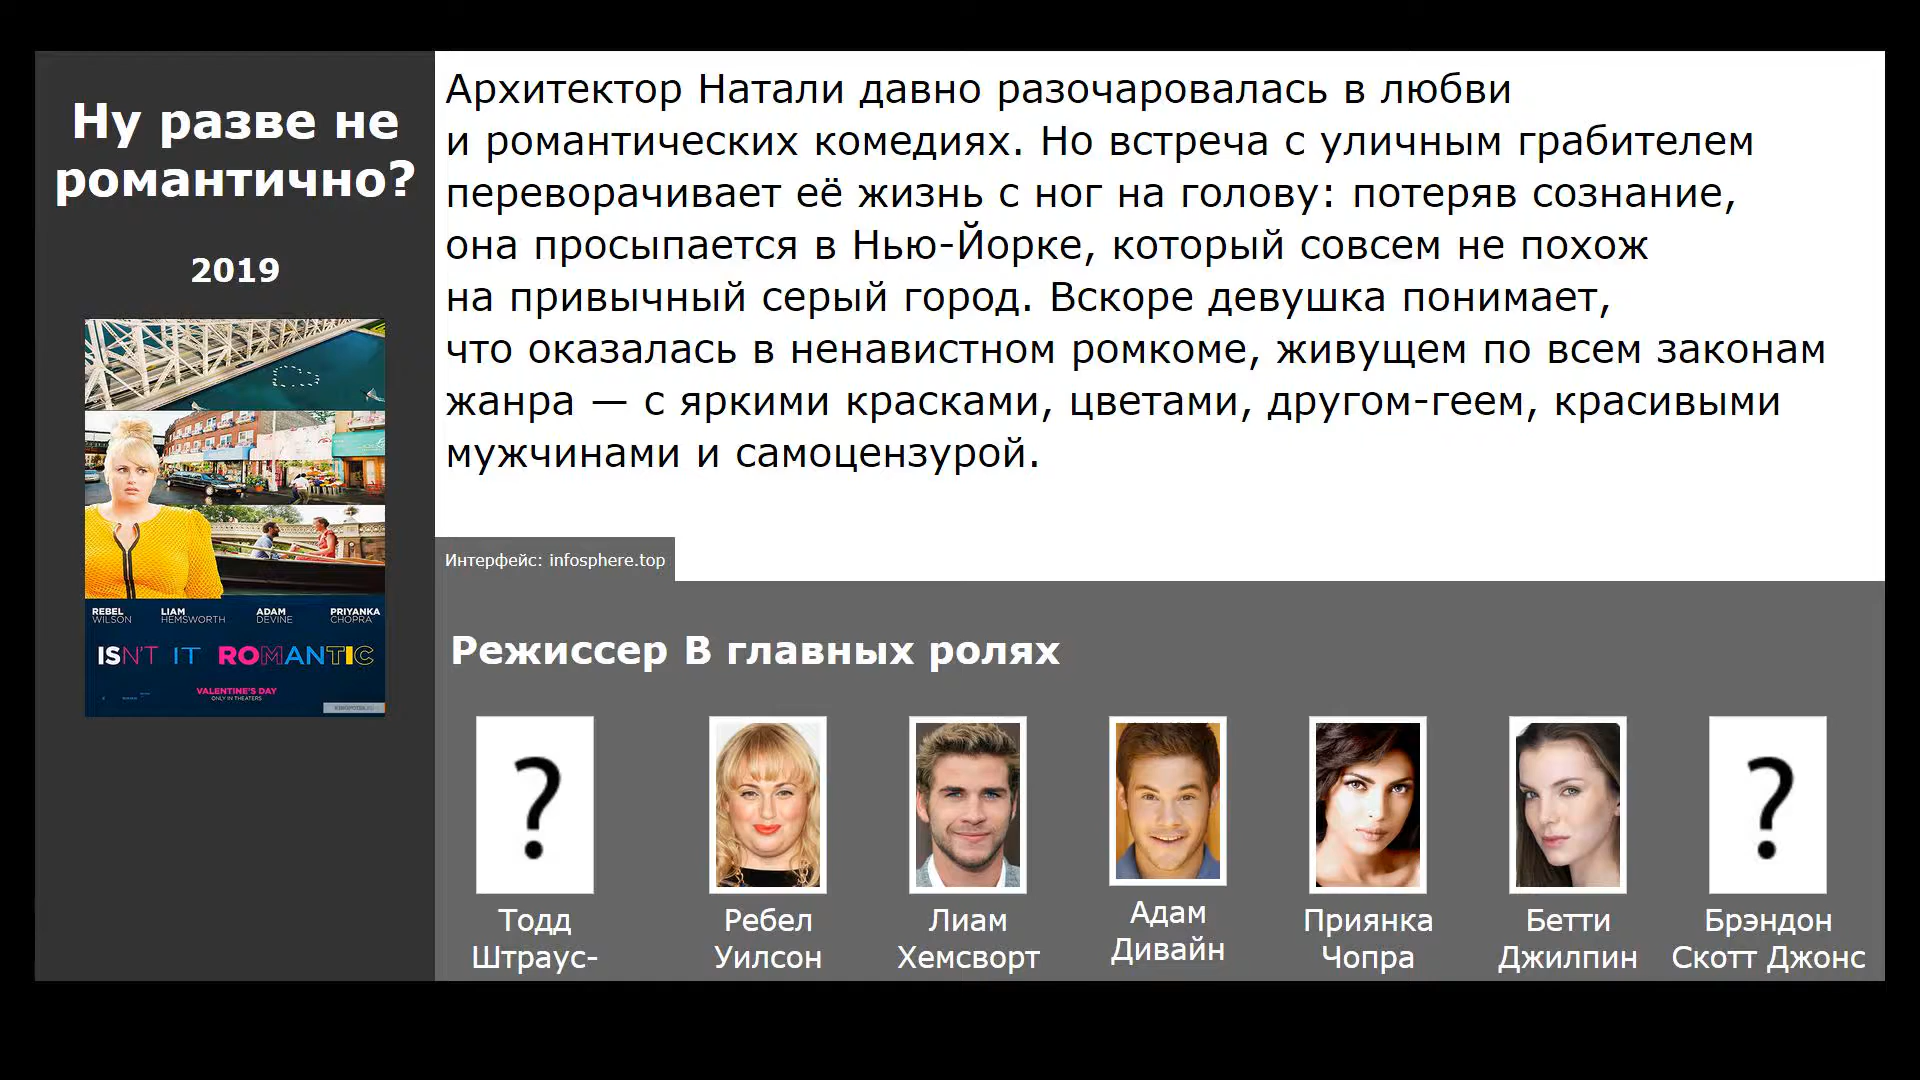 Ну разве не
романтично?
2019
REBEL WILSON
LIAM HEMSWORTH
ADAM DEVINE
PRIYANKA CHOPRA
ISN'T IT ROMANTIC
VALENTINE'S DAY
ONLY IN THEATERS
Архитектор Натали давно разочаровалась в любви
и романтических комедиях. Но встреча с уличным грабителем
переворачивает её жизнь с ног на голову: потеряв сознание,
она просыпается в Нью-Йорке, который совсем не похож
на привычный серый город. Вскоре девушка понимает,
что оказалась в ненавистном ромкоме, живущем по всем законам
жанра — с яркими красками, цветами, другом-геем, красивыми
мужчинами и самоцензурой.
Интерфейс: infosphere.top
Режиссер В главных ролях
?
?
Тодд
Штраус-
Ребел
Уилсон
Лиам
Хемсворт
Адам
Дивайн
Приянка
Чопра
Бетти
Джилпин
Брэндон
Скотт Джонс